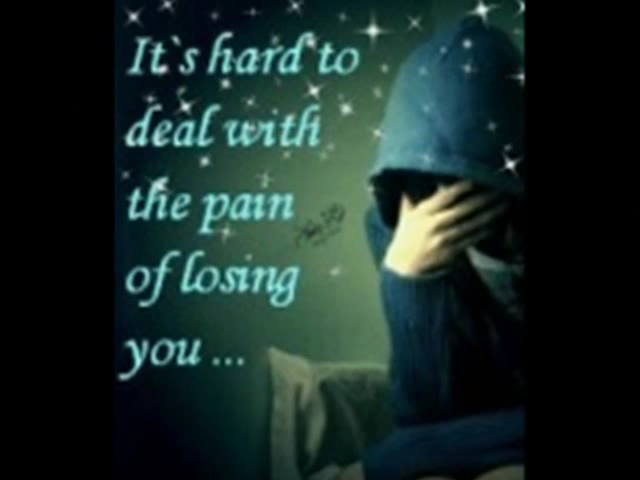 It`s hard to
deal with
the pain
of losing
you ...